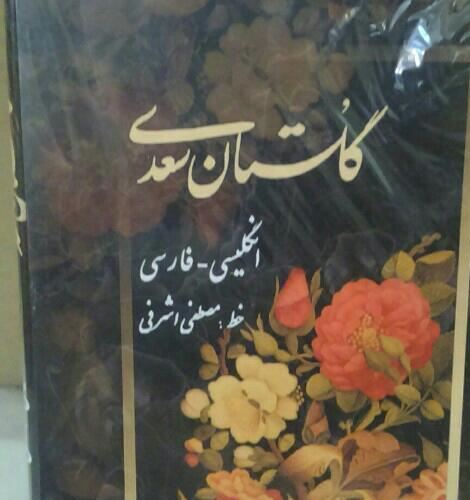 گلستان سعدی
انگلیسی - فارسی
خط: مصطفی اشرفی